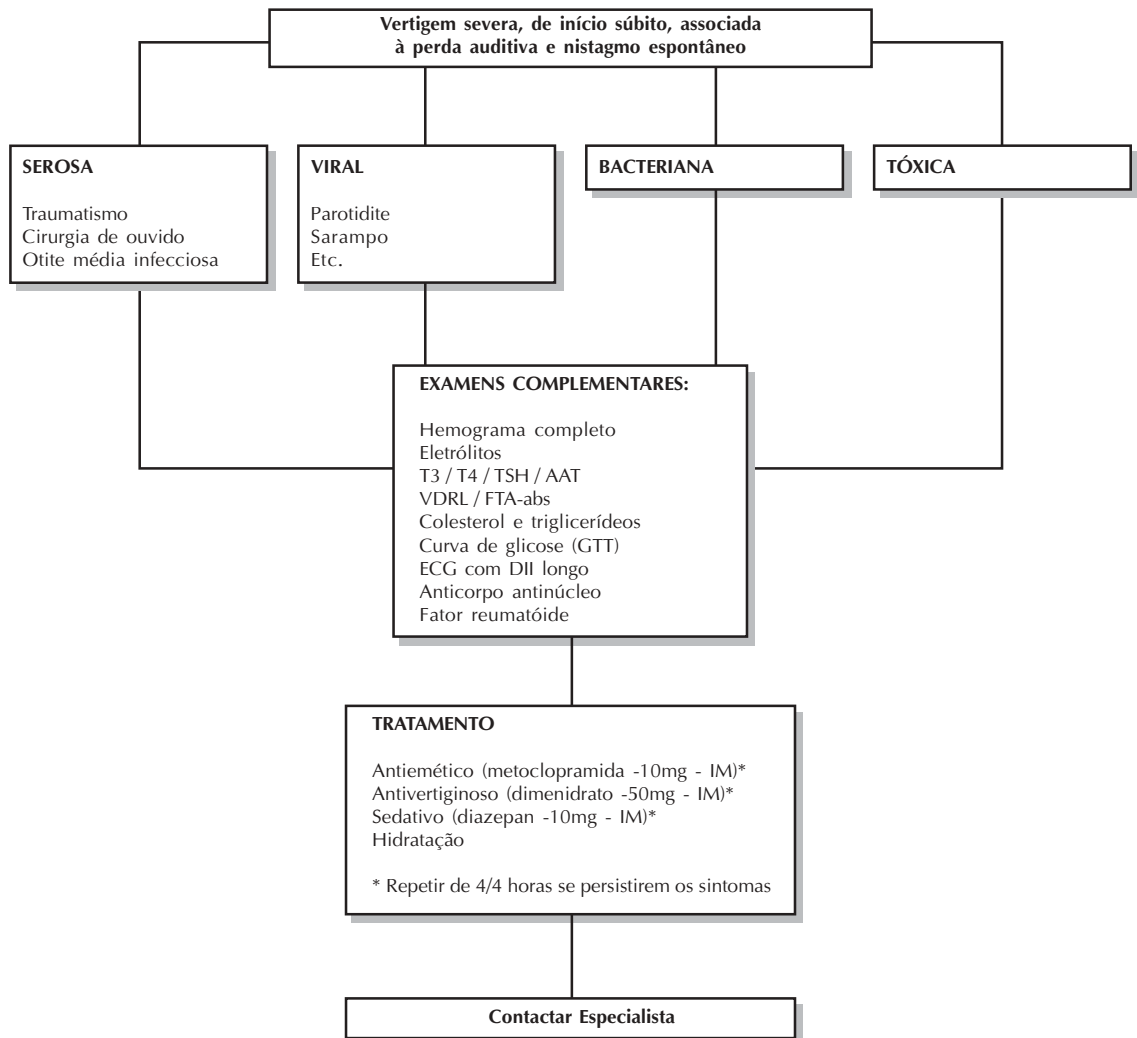 Vertigem severa, de início súbito, associada
à perda auditiva e nistagmo espontâneo
SEROSA
Traumatismo
Cirurgia de ouvido
Otite média infecciosa
VIRAL
Parotidite
Sarampo
Etc.
BACTERIANA
TÓXICA
EXAMENS COMPLEMENTARES:
Hemograma completo
Eletrólitos
T3 / T4 / TSH / AAT
VDRL / FTA-abs
Colesterol e triglicerídeos
Curva de glicose (GTT)
ECG com DII longo
Anticorpo antinúcleo
Fator reumatóide
TRATAMENTO
Antiemético (metoclopramida -10mg - IM)*
Antivertiginoso (dimenidrato -50mg - IM)*
Sedativo (diazepan -10mg - IM)*
Hidratação
* Repetir de 4/4 horas se persistirem os sintomas
Contactar Especialista